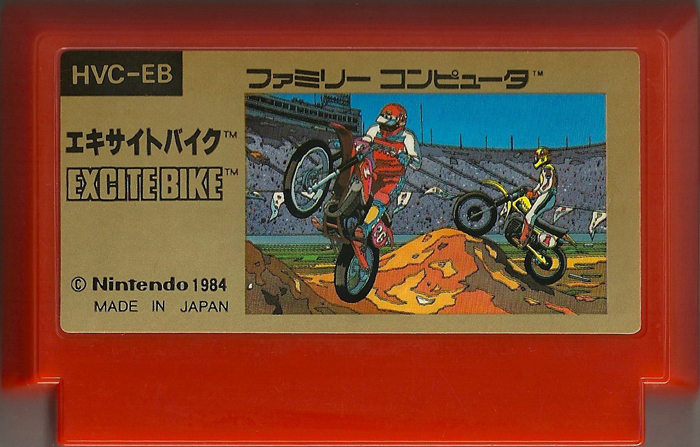 HVC-EB
ファミリー コンピュータ™
エキサイトバイク™
EXCITEBIKE™
© Nintendo 1984
MADE IN JAPAN